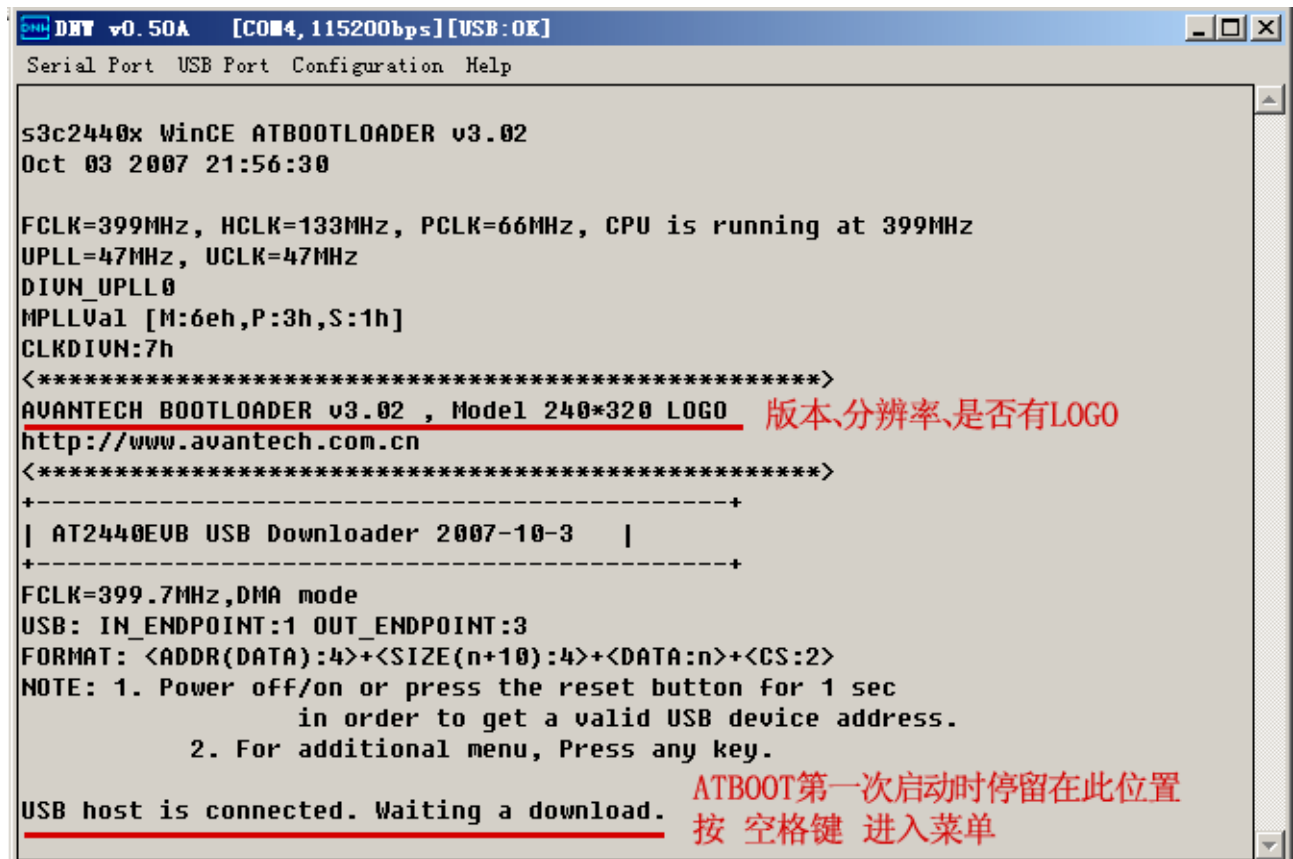 DNW v0.50A [COM4,115200bps][USB:OK]
Serial Port USB Port Configuration Help
s3c2440x WinCE ATBOOTLOADER v3.02
Oct 03 2007 21:56:30
FCLK=399MHz, HCLK=133MHz, PCLK=66MHz, CPU is running at 399MHz
UPLL=47MHz, UCLK=47MHz
DIVN_UPLL0
MPLLVal [M:6eh,P:3h,S:1h]
CLKDIVN:7h
<***************************************************>
AVANTECH BOOTLOADER v3.02 , Model 240*320 LOGO 版本、分辨率、是否有LOGO
http://www.avantech.com.cn
<***************************************************>
+---------------------------------------------+
| AT2440EVB USB Downloader 2007-10-3 |
+---------------------------------------------+
FCLK=399.7MHz,DMA mode
USB: IN_ENDPOINT:1 OUT_ENDPOINT:3
FORMAT: <ADDR(DATA):4>+<SIZE(n+10):4>+<DATA:n>+<CS:2>
NOTE: 1. Power off/on or press the reset button for 1 sec
in order to get a valid USB device address.
2. For additional menu, Press any key.
USB host is connected. Waiting a download.
ATBOOT第一次启动时停留在此位置
按 空格键 进入菜单